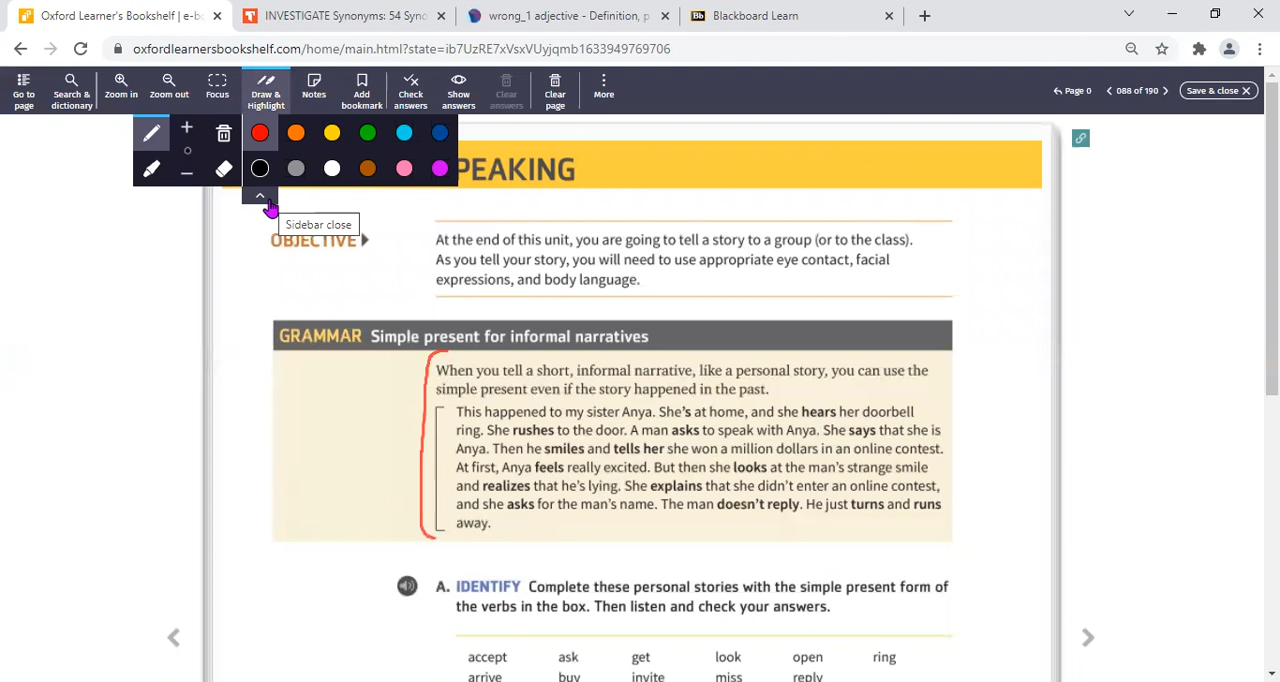 Oxford Learner's Bookshelf | e-bo
INVESTIGATE Synonyms: 54 Syno
wrong_1 adjective - Definition, p
Bb Blackboard Learn
oxfordlearnersbookshelf.com/home/main.html?state=ib7UzRE7xVsxVUyjqmb1633949769706
Go to page
Search & dictionary
Zoom in
Zoom out
Focus
Draw & Highlight
Notes
Add bookmark
Check answers
Show answers
Clear answers
Clear page
More
Page 0
088 of 190
Save & close
PEAKING
Sidebar close
OBJECTIVE
At the end of this unit, you are going to tell a story to a group (or to the class).
As you tell your story, you will need to use appropriate eye contact, facial
expressions, and body language.
GRAMMAR Simple present for informal narratives
When you tell a short, informal narrative, like a personal story, you can use the
simple present even if the story happened in the past.
This happened to my sister Anya. She's at home, and she hears her doorbell
ring. She rushes to the door. A man asks to speak with Anya. She says that she is
Anya. Then he smiles and tells her she won a million dollars in an online contest.
At first, Anya feels really excited. But then she looks at the man's strange smile
and realizes that he's lying. She explains that she didn't enter an online contest,
and she asks for the man's name. The man doesn't reply. He just turns and runs
away.
A. IDENTIFY Complete these personal stories with the simple present form of
the verbs in the box. Then listen and check your answers.
accept ask get look open ring
arrive buy invite miss reply